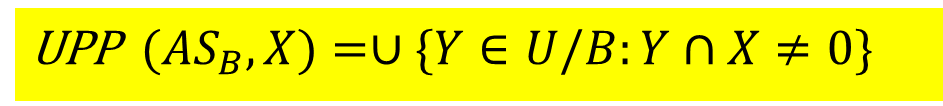 UPP (AS_B, X) =∪ {Y ∈ U/B: Y ∩ X ≠ 0}